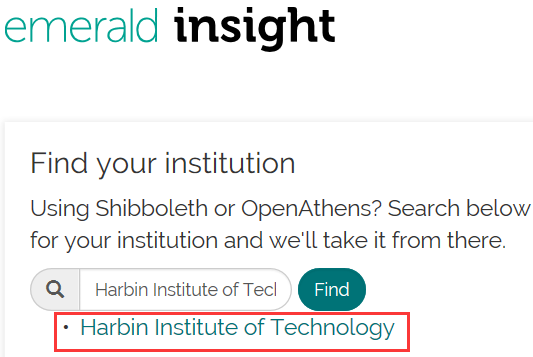 emerald insight
Find your institution
Using Shibboleth or OpenAthens? Search below
for your institution and we'll take it from there.
Harbin Institute of Tecl Find
• Harbin Institute of Technology